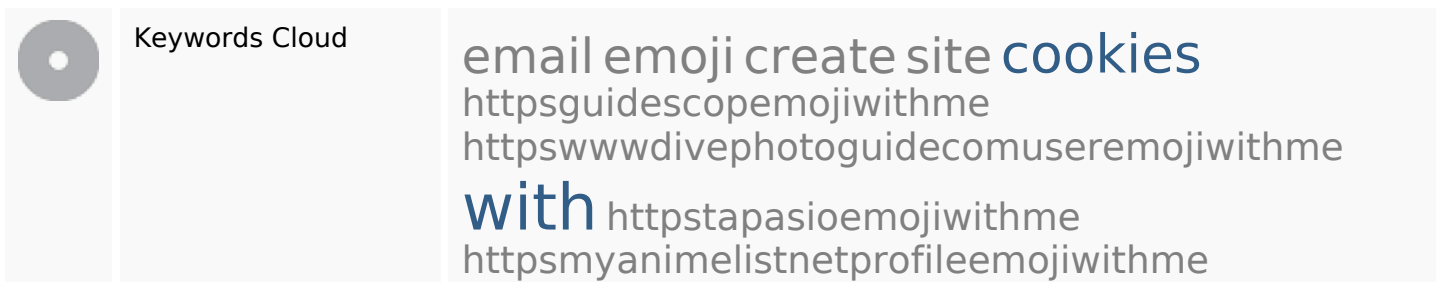 Keywords Cloud
email emoji create site cookies
httpsguidescopemojiwithme
httpswwwdivephotoguidecomuseremojiwithme
with httpstapasioemojiwithme
httpsmyanimelistnetprofileemojiwithme